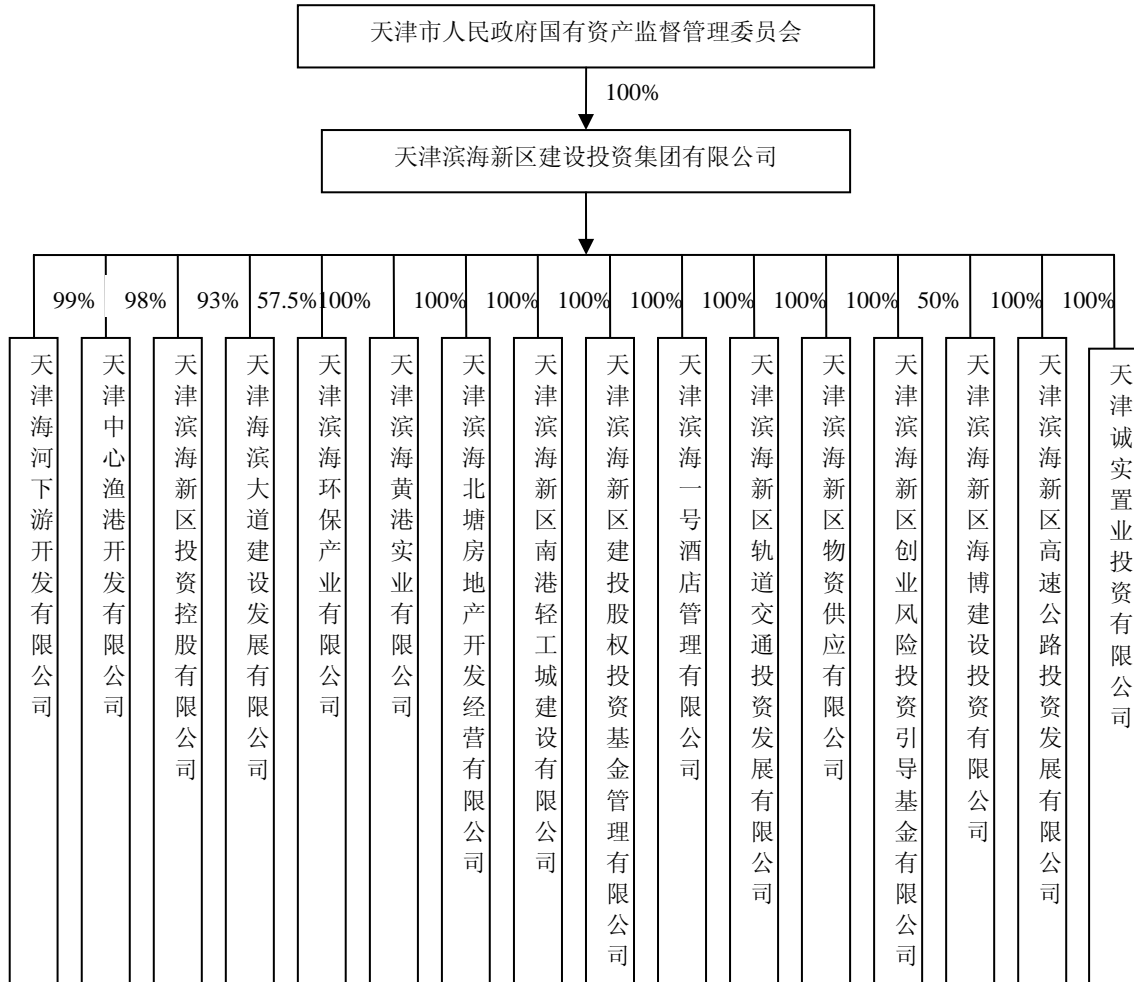 天津市人民政府国有资产监督管理委员会
100%
天津滨海新区建设投资集团有限公司
99%
98%
93%
57.5%
100%
100%
100%
100%
100%
100%
100%
100%
50%
100%
100%
天津海河下游开发有限公司
天津中心渔港开发有限公司
天津滨海新区投资控股有限公司
天津海滨大道建设发展有限公司
天津滨海环保产业有限公司
天津滨海黄港实业有限公司
天津滨海北塘房地产开发经营有限公司
天津滨海新区南港轻工城建设有限公司
天津滨海新区建投股权投资基金管理有限公司
天津滨海一号酒店管理有限公司
天津滨海新区轨道交通投资发展有限公司
天津滨海新区物资供应有限公司
天津滨海新区创业风险投资引导基金有限公司
天津滨海新区海博建设投资有限公司
天津滨海新区高速公路投资发展有限公司
天津诚实置业投资有限公司